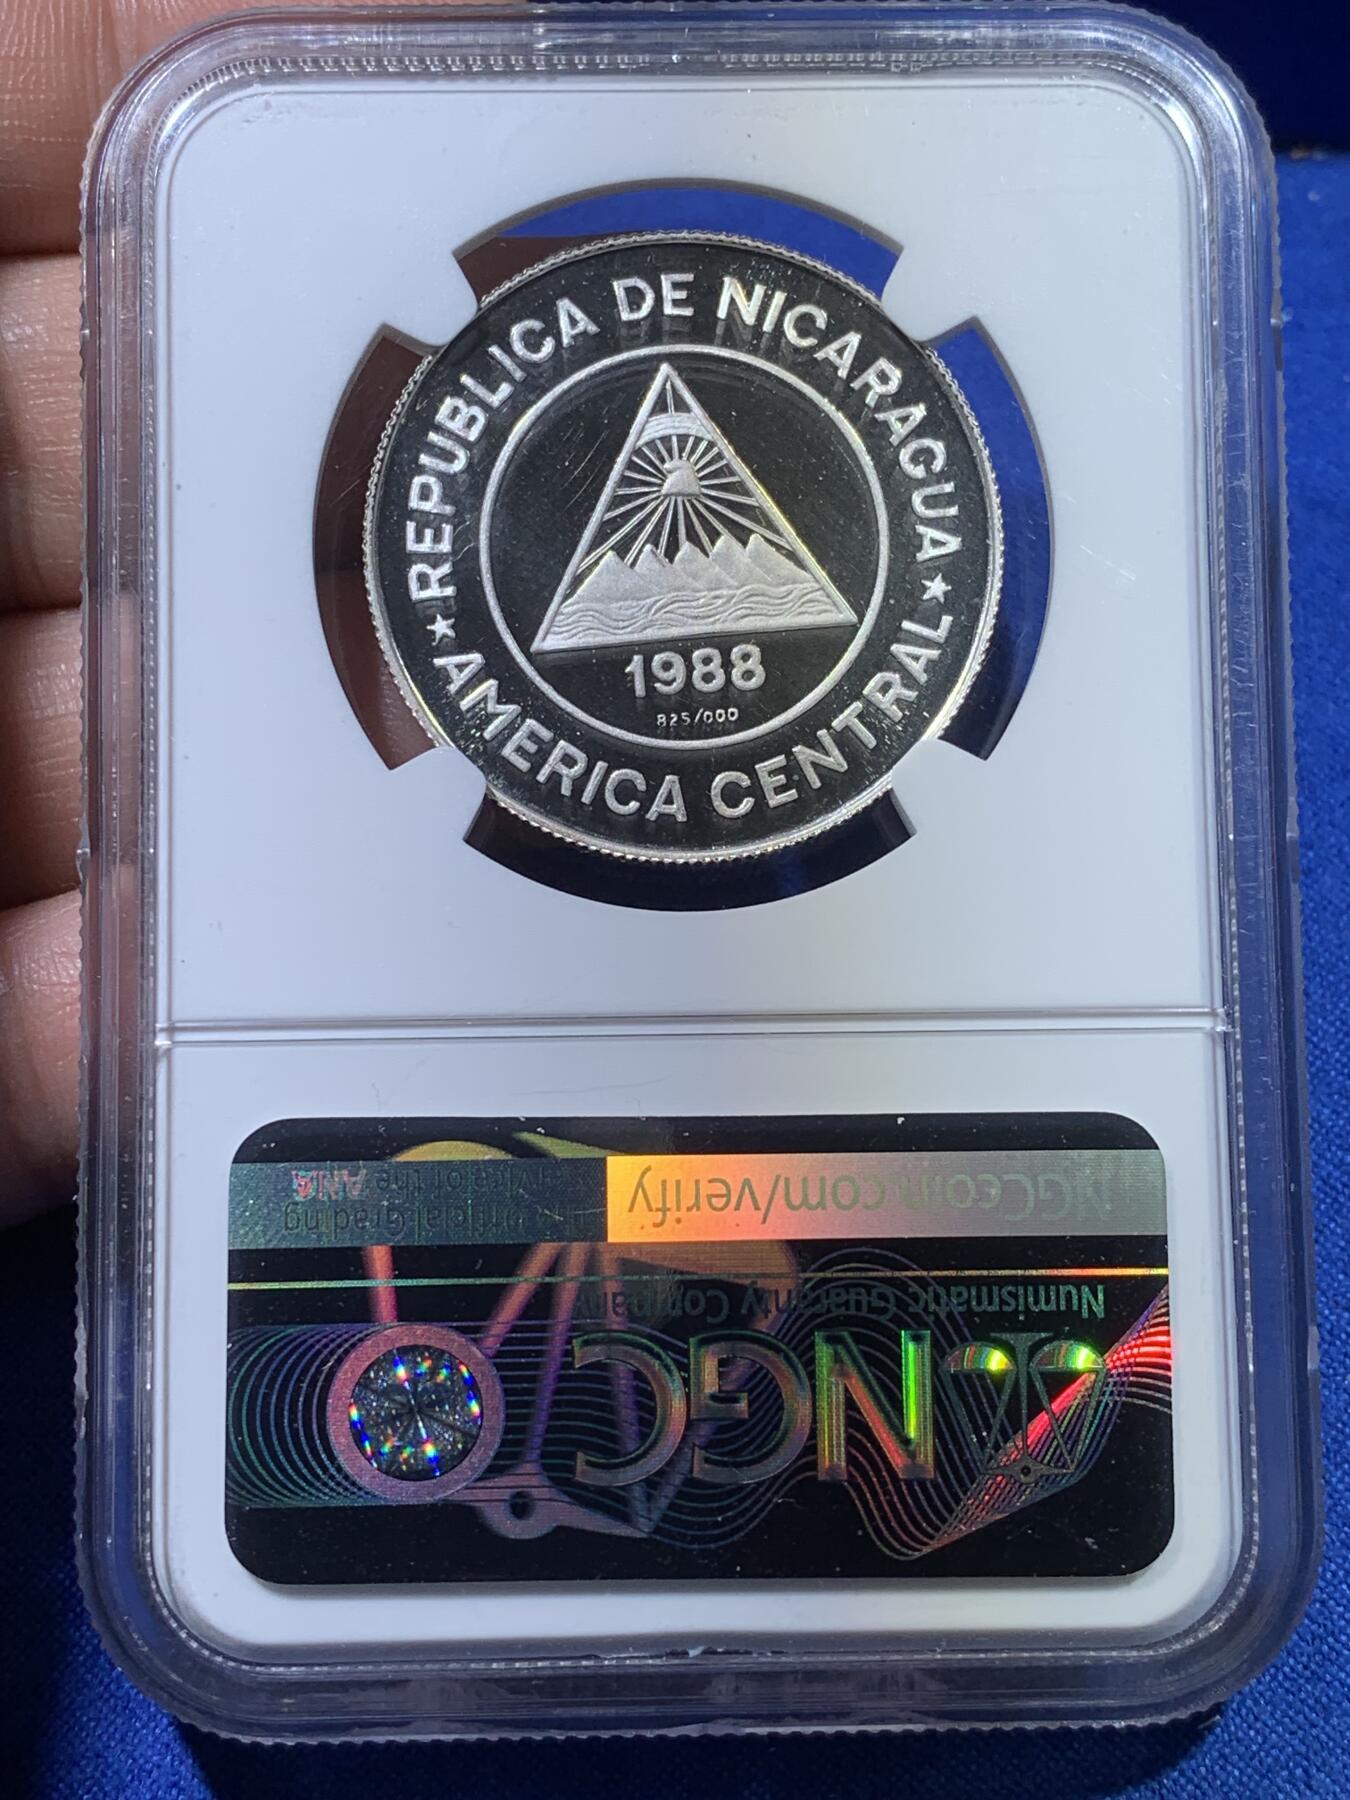 ★ REPUBLICA DE NICARAGUA ★
1988
825/000
AMERICA CENTRAL
NGC
Numismatic Guaranty Company
NGCcoin.com/verify
The Official Grading
Service of the ANA